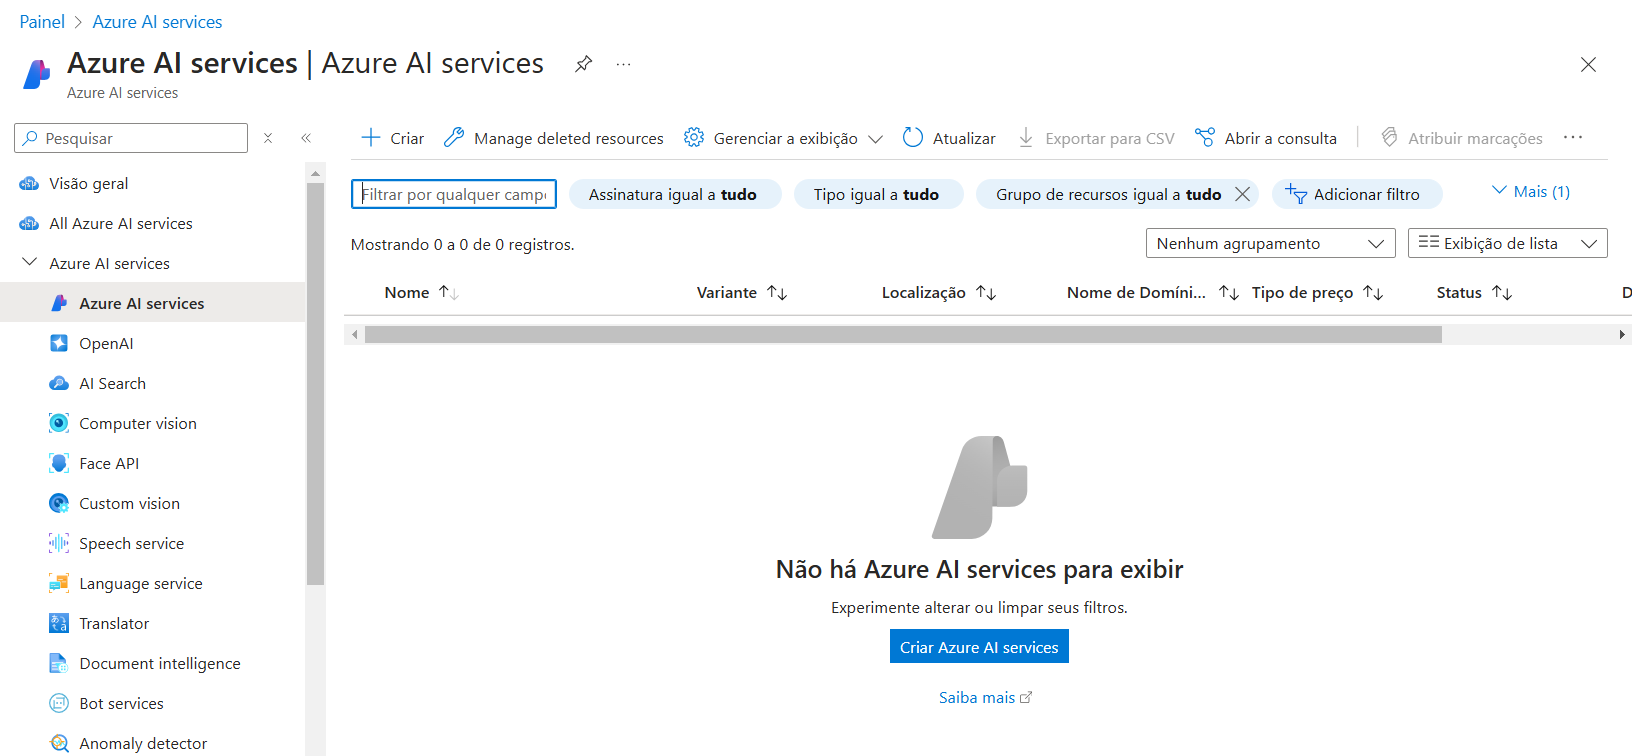 Painel > Azure AI services
Azure AI services | Azure AI services
Azure AI services
Pesquisar
Visão geral
All Azure AI services
Azure AI services
Azure AI services
OpenAI
AI Search
Computer vision
Face API
Custom vision
Speech service
Language service
Translator
Document intelligence
Bot services
Anomaly detector
Criar Manage deleted resources Gerenciar a exibição Atualizar Exportar para CSV Abrir a consulta Atribuir marcações
Filtrar por qualquer campo Assinatura igual a tudo Tipo igual a tudo Grupo de recursos igual a tudo Adicionar filtro Mais (1)
Mostrando 0 a 0 de 0 registros. Nenhum agrupamento Exibição de lista
Nome Variante Localização Nome de Domíni... Tipo de preço Status D
Não há Azure AI services para exibir
Experimente alterar ou limpar seus filtros.
Criar Azure AI services
Saiba mais